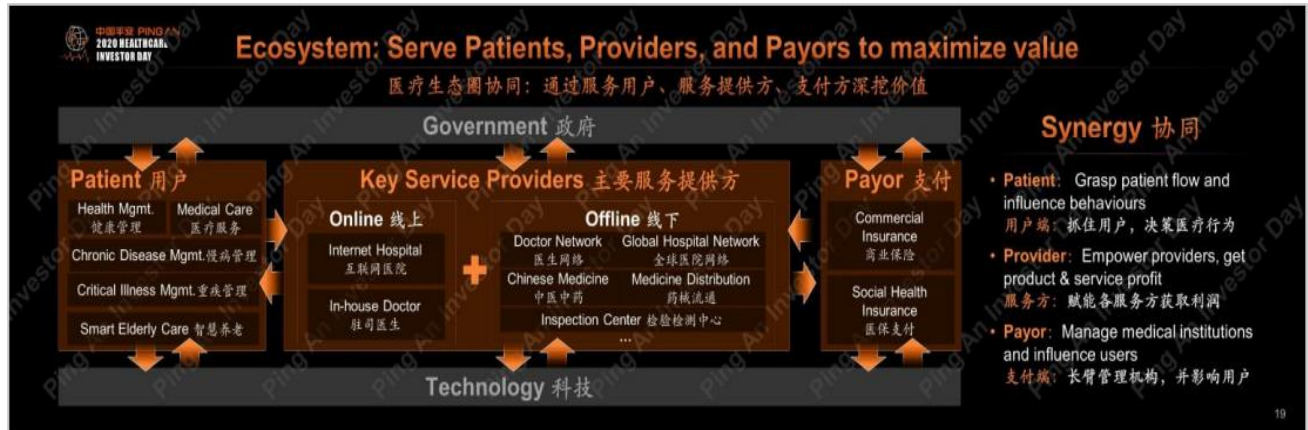 中国平安 PING AN
2020 HEALTHCARE
INVESTOR DAY
Ecosystem: Serve Patients, Providers, and Payors to maximize value
医疗生态圈协同：通过服务用户、服务提供方、支付方深挖价值
Government 政府
Patient 用户
Health Mgmt.
健康管理
Medical Care
医疗服务
Chronic Disease Mgmt.慢病管理
Critical Illness Mgmt.重疾管理
Smart Elderly Care 智慧养老
Key Service Providers 主要服务提供方
Online 线上
Internet Hospital
互联网医院
In-house Doctor
驻司医生
Offline 线下
Doctor Network
医生网络
Global Hospital Network
全球医院网络
Chinese Medicine
中医中药
Medicine Distribution
药械流通
Inspection Center 检验检测中心
...
Payor 支付
Commercial
Insurance
商业保险
Social Health
Insurance
医保支付
Technology 科技
Synergy 协同
• Patient: Grasp patient flow and
influence behaviours
用户端：抓住用户，决策医疗行为
• Provider: Empower providers, get
product & service profit
服务方：赋能各服务方获取利润
• Payor: Manage medical institutions
and influence users
支付端：长臂管理机构，并影响用户
19
Ping An Investor Day